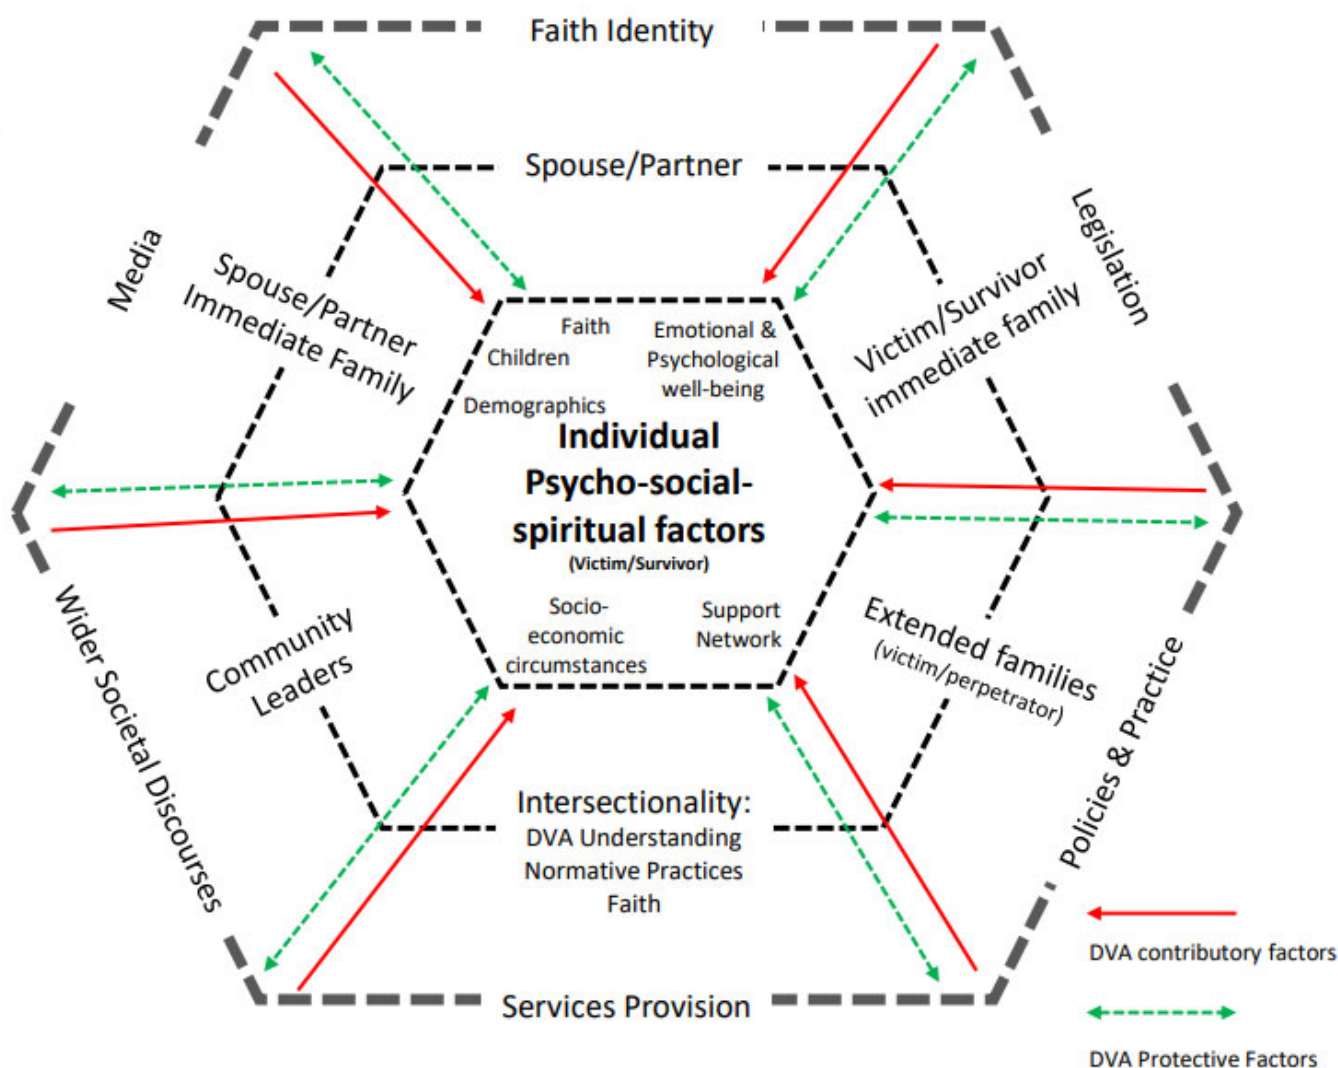 Faith Identity
Spouse/Partner
Media
Legislation
Spouse/Partner
Immediate Family
Victim/Survivor
immediate family
Faith
Children
Demographics
Emotional &
Psychological
well-being
Individual
Psycho-social-
spiritual factors
(Victim/Survivor)
Socio-
economic
circumstances
Support
Network
Wider Societal Discourses
Community
Leaders
Extended families
(victim/perpetrator)
Policies & Practice
Intersectionality:
DVA Understanding
Normative Practices
Faith
Services Provision
DVA contributory factors
DVA Protective Factors